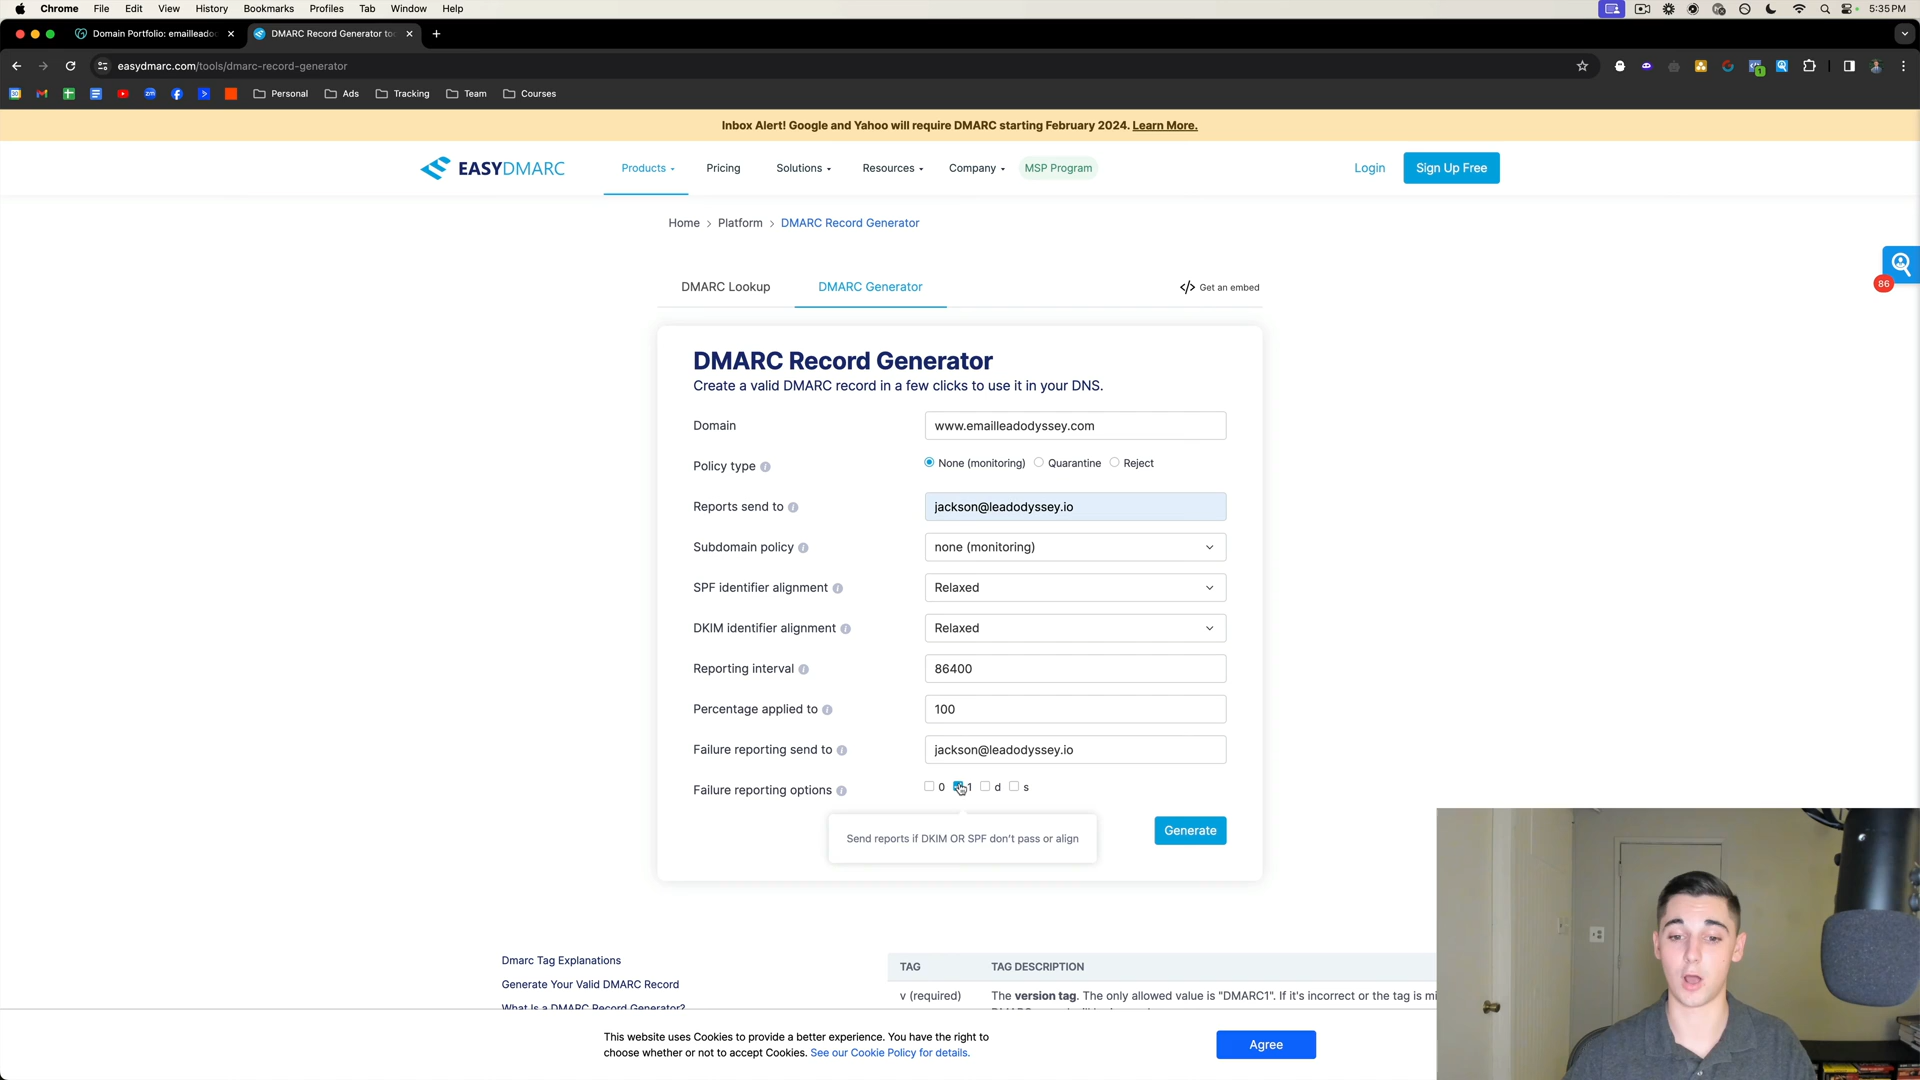 Chrome File Edit View History Bookmarks Profiles Tab Window Help 5:35 PM
Domain Portfolio: emailleado DMARC Record Generator to
easydmarc.com/tools/dmarc-record-generator
Personal Ads Tracking Team Courses
Inbox Alert! Google and Yahoo will require DMARC starting February 2024. Learn More.
EASYDMARC Products Pricing Solutions Resources Company MSP Program Login Sign Up Free
Home > Platform > DMARC Record Generator
86
DMARC Lookup DMARC Generator </> Get an embed
DMARC Record Generator
Create a valid DMARC record in a few clicks to use it in your DNS.
Domain www.emailleadodyssey.com
Policy type None (monitoring) Quarantine Reject
Reports send to jackson@leadodyssey.io
Subdomain policy none (monitoring)
SPF identifier alignment Relaxed
DKIM identifier alignment Relaxed
Reporting interval 86400
Percentage applied to 100
Failure reporting send to jackson@leadodyssey.io
Failure reporting options 0 1 d s
Send reports if DKIM OR SPF don't pass or align
Generate
Dmarc Tag Explanations
Generate Your Valid DMARC Record
What Is a DMARC Record Generator?
TAG TAG DESCRIPTION
v (required) The version tag. The only allowed value is "DMARC1". If it's incorrect or the tag is mi
This website uses Cookies to provide a better experience. You have the right to
choose whether or not to accept Cookies. See our Cookie Policy for details.
Agree